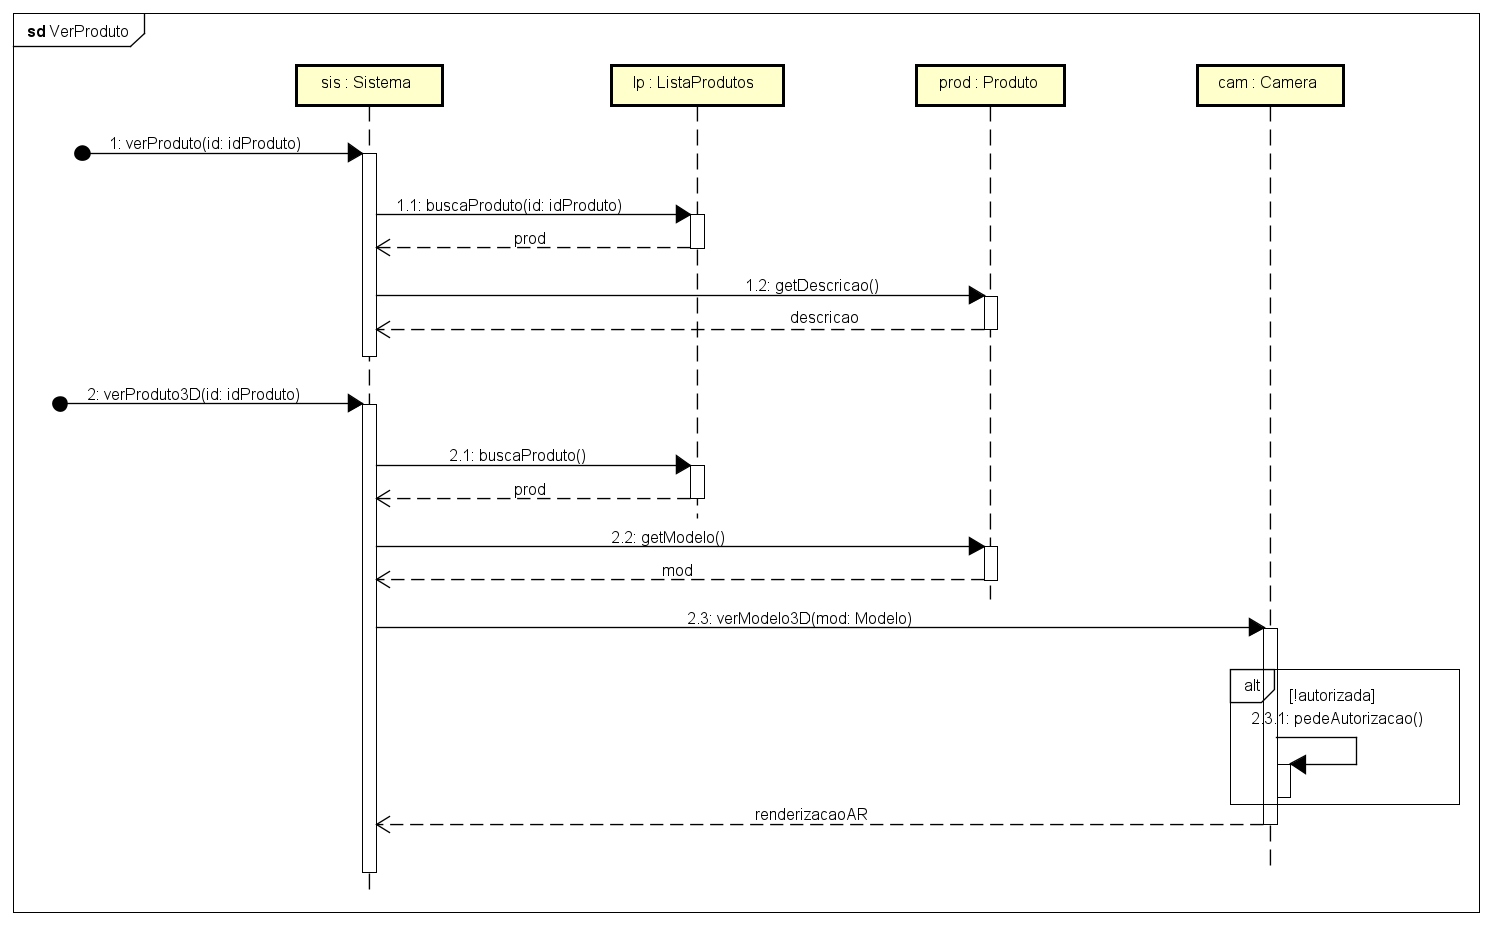 sd VerProduto
sis : Sistema
lp : ListaProdutos
prod : Produto
cam : Camera
1: verProduto(id: idProduto)
1.1: buscaProduto(id: idProduto)
prod
1.2: getDescricao()
descricao
2: verProduto3D(id: idProduto)
2.1: buscaProduto()
prod
2.2: getModelo()
mod
2.3: verModelo3D(mod: Modelo)
alt
[!autorizada]
2.3.1: pedeAutorizacao()
renderizacaoAR